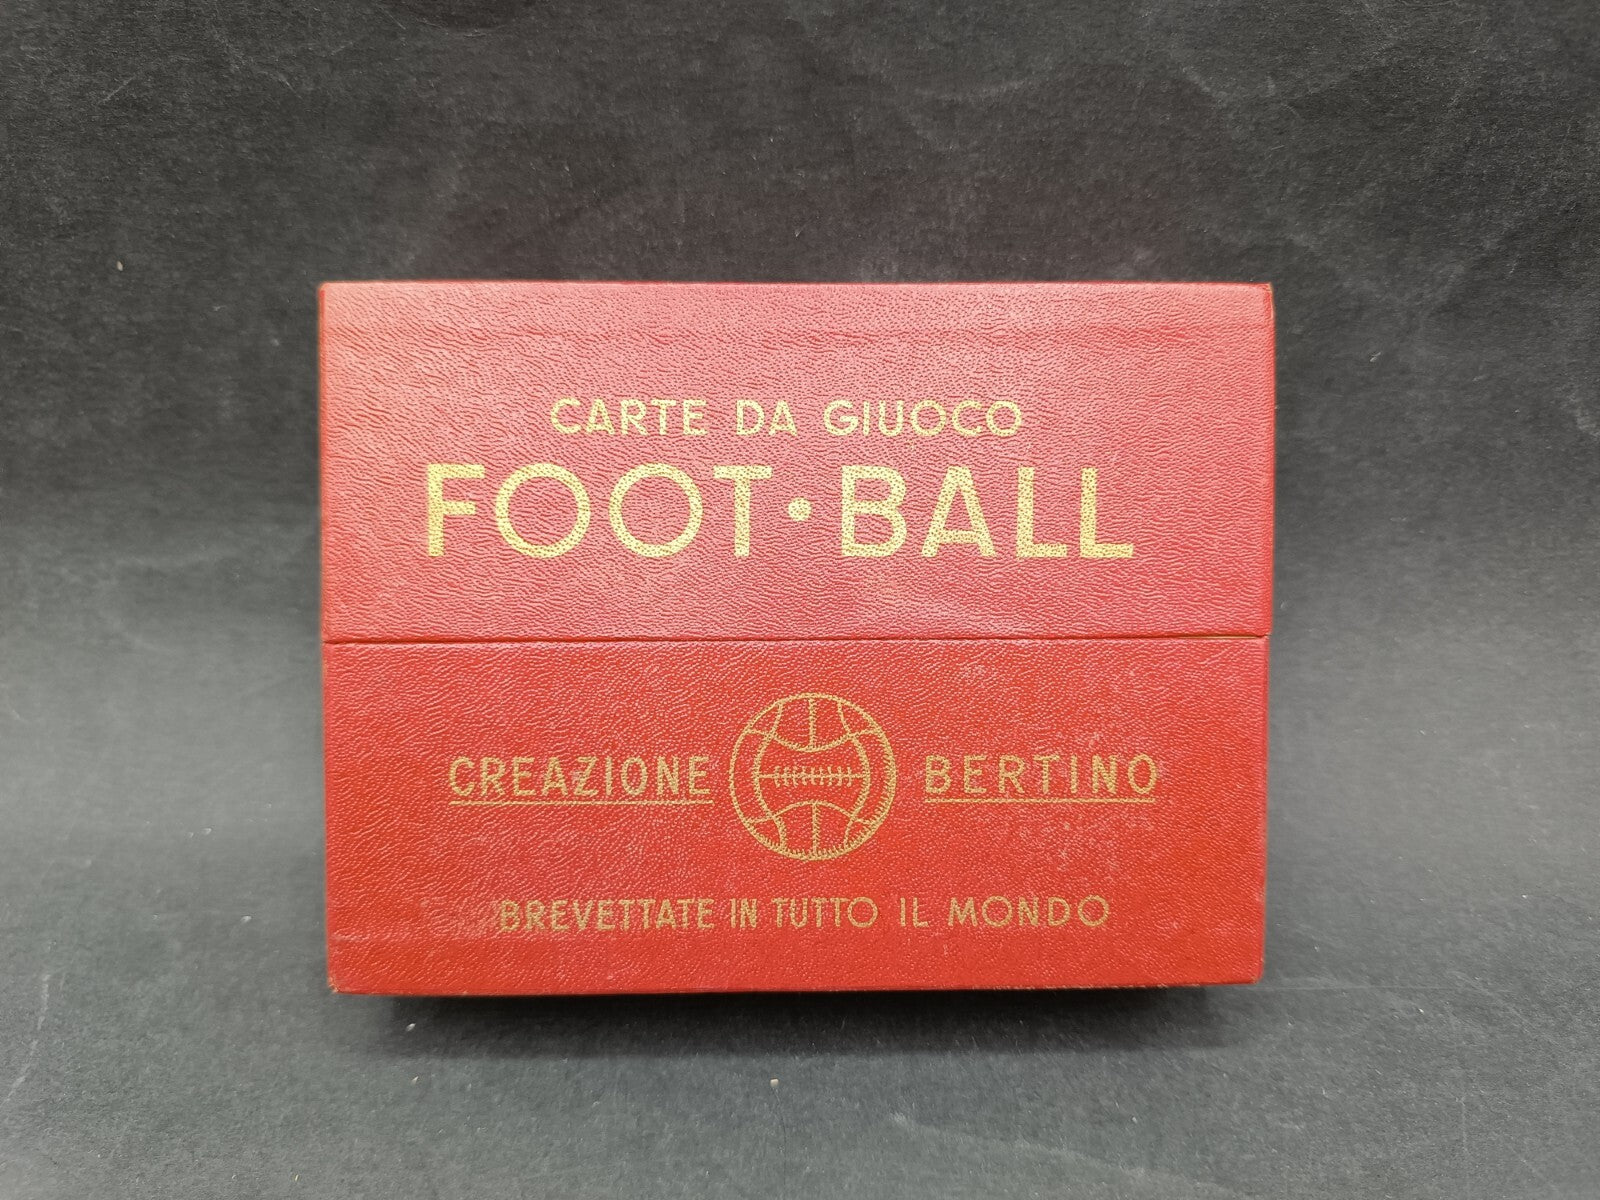 CARTE DA GIUOCO
FOOT·BALL
CREAZIONE BERTINO
BREVETTATE IN TUTTO IL MONDO